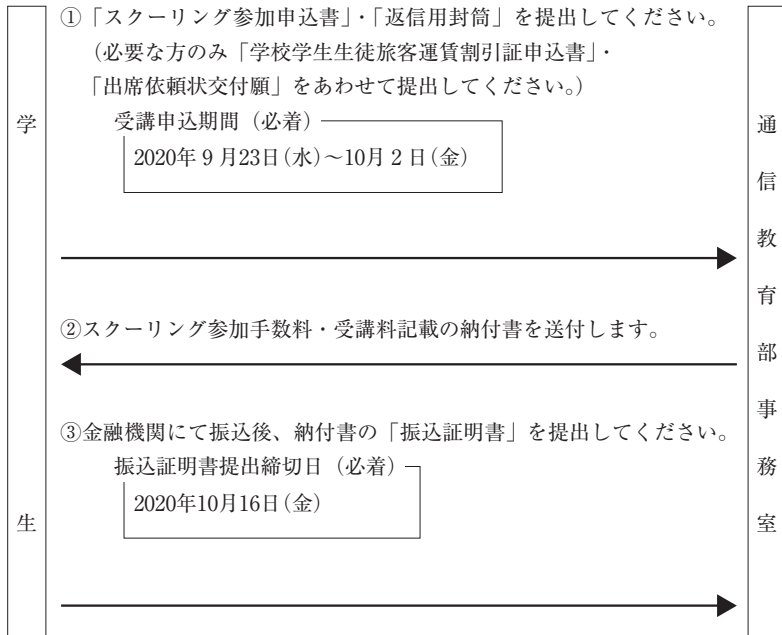 ①「スクーリング参加申込書」・「返信用封筒」を提出してください。
（必要な方のみ「学校学生生徒旅客運賃割引証申込書」・
「出席依頼状交付願」をあわせて提出してください。）
受講申込期間（必着）
2020年９月23日（水）～10月２日（金）
②スクーリング参加手数料・受講料記載の納付書を送付します。
③金融機関にて振込後、納付書の「振込証明書」を提出してください。
振込証明書提出締切日（必着）
2020年10月16日（金）
学生
通信教育部事務室